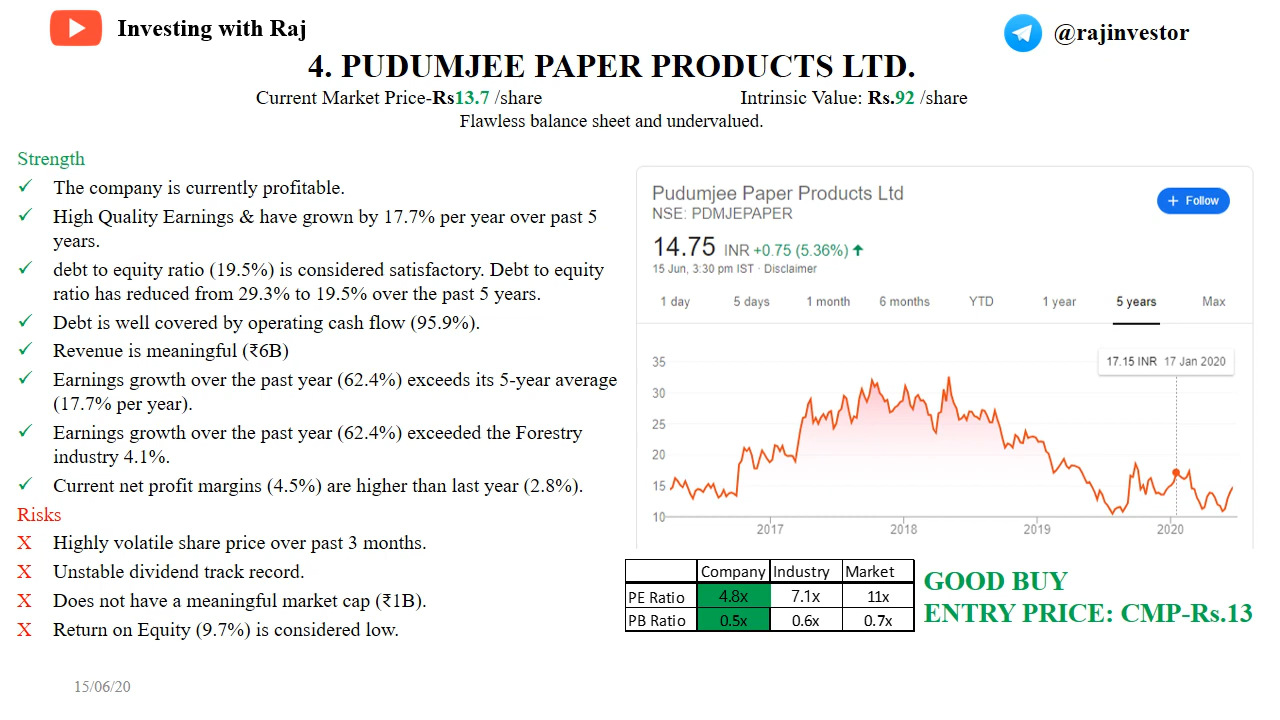 Investing with Raj
@rajinvestor
4. PUDUMJEE PAPER PRODUCTS LTD.
Current Market Price-Rs13.7 /share
Intrinsic Value: Rs.92 /share
Flawless balance sheet and undervalued.
Strength
✓ The company is currently profitable.
✓ High Quality Earnings & have grown by 17.7% per year over past 5
years.
✓ debt to equity ratio (19.5%) is considered satisfactory. Debt to equity
ratio has reduced from 29.3% to 19.5% over the past 5 years.
✓ Debt is well covered by operating cash flow (95.9%).
✓ Revenue is meaningful (₹6B)
✓ Earnings growth over the past year (62.4%) exceeds its 5-year average
(17.7% per year).
✓ Earnings growth over the past year (62.4%) exceeded the Forestry
industry 4.1%.
✓ Current net profit margins (4.5%) are higher than last year (2.8%).
Risks
X Highly volatile share price over past 3 months.
X Unstable dividend track record.
X Does not have a meaningful market cap (₹1B).
X Return on Equity (9.7%) is considered low.
Pudumjee Paper Products Ltd
NSE: PDMJEPAPER
+ Follow
14.75 INR +0.75 (5.36%) ↑
15 Jun, 3:30 pm IST · Disclaimer
1 day 5 days 1 month 6 months YTD 1 year 5 years Max
17.15 INR 17 Jan 2020
35
30
25
20
15
10
2017 2018 2019 2020
Company Industry Market
PE Ratio 4.8x 7.1x 11x
PB Ratio 0.5x 0.6x 0.7x
GOOD BUY
ENTRY PRICE: CMP-Rs.13
15/06/20